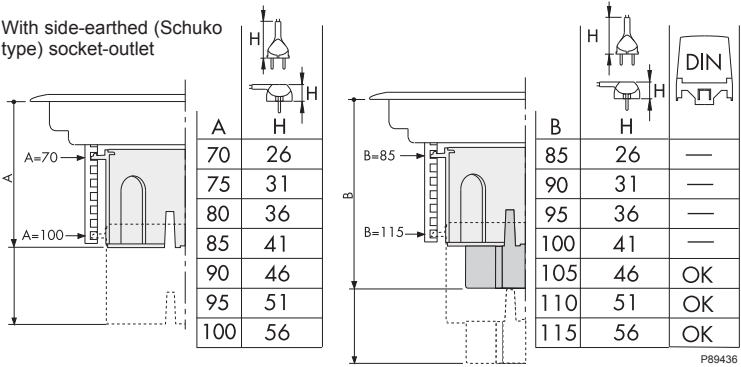 With side-earthed (Schuko
type) socket-outlet
H
H
A H
70 26
75 31
80 36
85 41
90 46
95 51
100 56
A
A=70
A=100
H
H
DIN
B H
85 26 —
90 31 —
95 36 —
100 41 —
105 46 OK
110 51 OK
115 56 OK
B
B=85
B=115
P89436